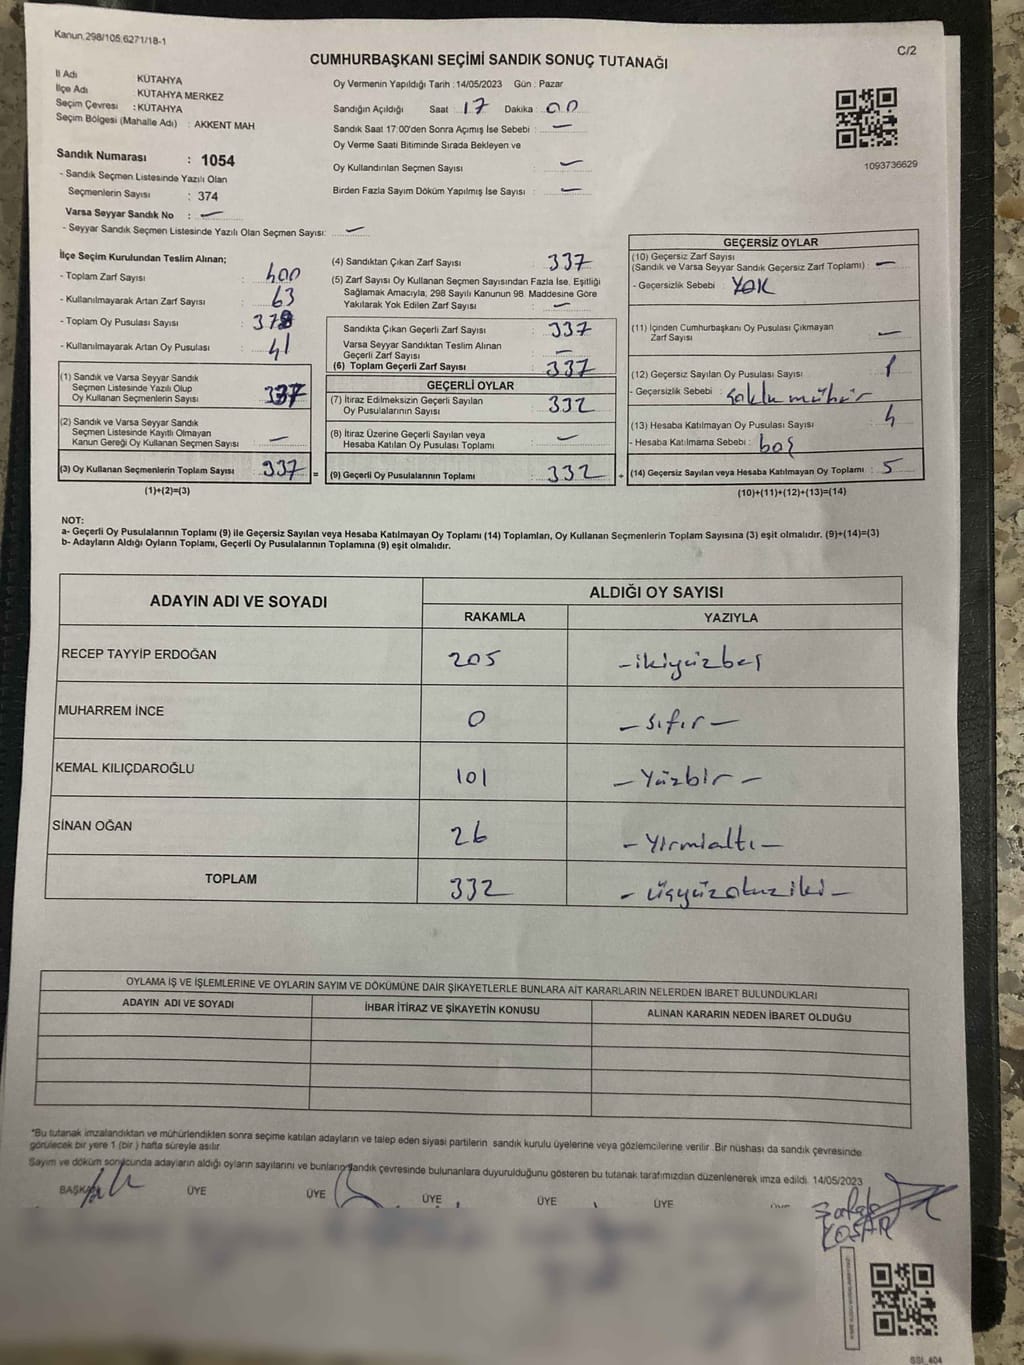 Kanun.298/105.6271/18-1
C/2
CUMHURBAŞKANI SEÇİMİ SANDIK SONUÇ TUTANAĞI
İl Adı KÜTAHYA
İlçe Adı KÜTAHYA MERKEZ
Seçim Çevresi : KÜTAHYA
Seçim Bölgesi (Mahalle Adı) : AKKENT MAH
Sandık Numarası : 1054
- Sandık Seçmen Listesinde Yazılı Olan
Seçmenlerin Sayısı : 374
Varsa Seyyar Sandık No : —
- Seyyar Sandık Seçmen Listesinde Yazılı Olan Seçmen Sayısı: —
Oy Vermenin Yapıldığı Tarih : 14/05/2023 Gün : Pazar
Sandığın Açıldığı Saat : 17 Dakika : 00
Sandık Saat 17:00'den Sonra Açımış İse Sebebi : —
Oy Verme Saati Bitiminde Sırada Bekleyen ve
Oy Kullandırılan Seçmen Sayısı : —
Birden Fazla Sayım Döküm Yapılmış İse Sayısı : —
1093736629
İlçe Seçim Kurulundan Teslim Alınan;
- Toplam Zarf Sayısı : 400
- Kullanılmayarak Artan Zarf Sayısı : 63
- Toplam Oy Pusulası Sayısı : 378
- Kullanılmayarak Artan Oy Pusulası : 41
(1) Sandık ve Varsa Seyyar Sandık
Seçmen Listesinde Yazılı Olup
Oy Kullanan Seçmenlerin Sayısı : 337
(2) Sandık ve Varsa Seyyar Sandık
Seçmen Listesinde Kayıtlı Olmayan
Kanun Gereği Oy Kullanan Seçmen Sayısı : —
(3) Oy Kullanan Seçmenlerin Toplam Sayısı : 337
(1)+(2)=(3)
(4) Sandıktan Çıkan Zarf Sayısı : 337
(5) Zarf Sayısı Oy Kullanan Seçmen Sayısından Fazla İse, Eşitliği
Sağlamak Amacıyla, 298 Sayılı Kanunun 98. Maddesine Göre
Yakılarak Yok Edilen Zarf Sayısı : —
Sandıkta Çıkan Geçerli Zarf Sayısı : 337
Varsa Seyyar Sandıktan Teslim Alınan
Geçerli Zarf Sayısı : —
(6) Toplam Geçerli Zarf Sayısı : 337
GEÇERLİ OYLAR
(7) İtiraz Edilmeksizin Geçerli Sayılan
Oy Pusulalarının Sayısı : 332
(8) İtiraz Üzerine Geçerli Sayılan veya
Hesaba Katılan Oy Pusulası Toplamı : —
= (9) Geçerli Oy Pusulalarının Toplamı : 332
GEÇERSİZ OYLAR
(10) Geçersiz Zarf Sayısı
(Sandık ve Varsa Seyyar Sandık Geçersiz Zarf Toplamı) : —
- Geçersizlik Sebebi : YOK
(11) İçinden Cumhurbaşkanı Oy Pusulası Çıkmayan
Zarf Sayısı : —
(12) Geçersiz Sayılan Oy Pusulası Sayısı : 1
- Geçersizlik Sebebi : çoklu mühür
(13) Hesaba Katılmayan Oy Pusulası Sayısı : 4
- Hesaba Katılmama Sebebi : boş
+ (14) Geçersiz Sayılan veya Hesaba Katılmayan Oy Toplamı : 5
(10)+(11)+(12)+(13)=(14)
NOT:
a- Geçerli Oy Pusulalarının Toplamı (9) ile Geçersiz Sayılan veya Hesaba Katılmayan Oy Toplamı (14) Toplamları, Oy Kullanan Seçmenlerin Toplam Sayısına (3) eşit olmalıdır. (9)+(14)=(3)
b- Adayların Aldığı Oyların Toplamı, Geçerli Oy Pusulalarının Toplamına (9) eşit olmalıdır.
ADAYIN ADI VE SOYADI ALDIĞI OY SAYISI
RAKAMLA YAZIYLA
RECEP TAYYİP ERDOĞAN 205 – ikiyüzbeş
MUHARREM İNCE 0 – Sıfır –
KEMAL KILIÇDAROĞLU 101 – Yüzbir –
SİNAN OĞAN 26 – Yirmialtı –
TOPLAM 332 – üçyüzotuziki –
OYLAMA İŞ VE İŞLEMLERİNE VE OYLARIN SAYIM VE DÖKÜMÜNE DAİR ŞİKAYETLERLE BUNLARA AİT KARARLARIN NELERDEN İBARET BULUNDUKLARI
ADAYIN ADI VE SOYADI İHBAR İTİRAZ VE ŞİKAYETİN KONUSU ALINAN KARARIN NEDEN İBARET OLDUĞU
*Bu tutanak imzalandıktan ve mühürlendikten sonra seçime katılan adayların ve talep eden siyasi partilerin sandık kurulu üyelerine veya gözlemcilerine verilir. Bir nüshası da sandık çevresinde
görülecek bir yere 1 (bir ) hafta süreyle asılır.
Sayım ve döküm sonucunda adayların aldığı oyların sayılarını ve bunların sandık çevresinde bulunanlara duyurulduğunu gösteren bu tutanak tarafımızdan düzenlenerek imza edildi. 14/05/2023
BAŞKAN ÜYE ÜYE ÜYE ÜYE ÜYE
SSI_404